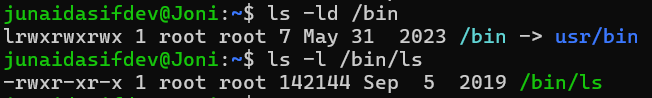 junaidasifdev@Joni:~$ ls -ld /bin
lrwxrwxrwx 1 root root 7 May 31  2023 /bin -> usr/bin
junaidasifdev@Joni:~$ ls -l /bin/ls
-rwxr-xr-x 1 root root 142144 Sep  5  2019 /bin/ls